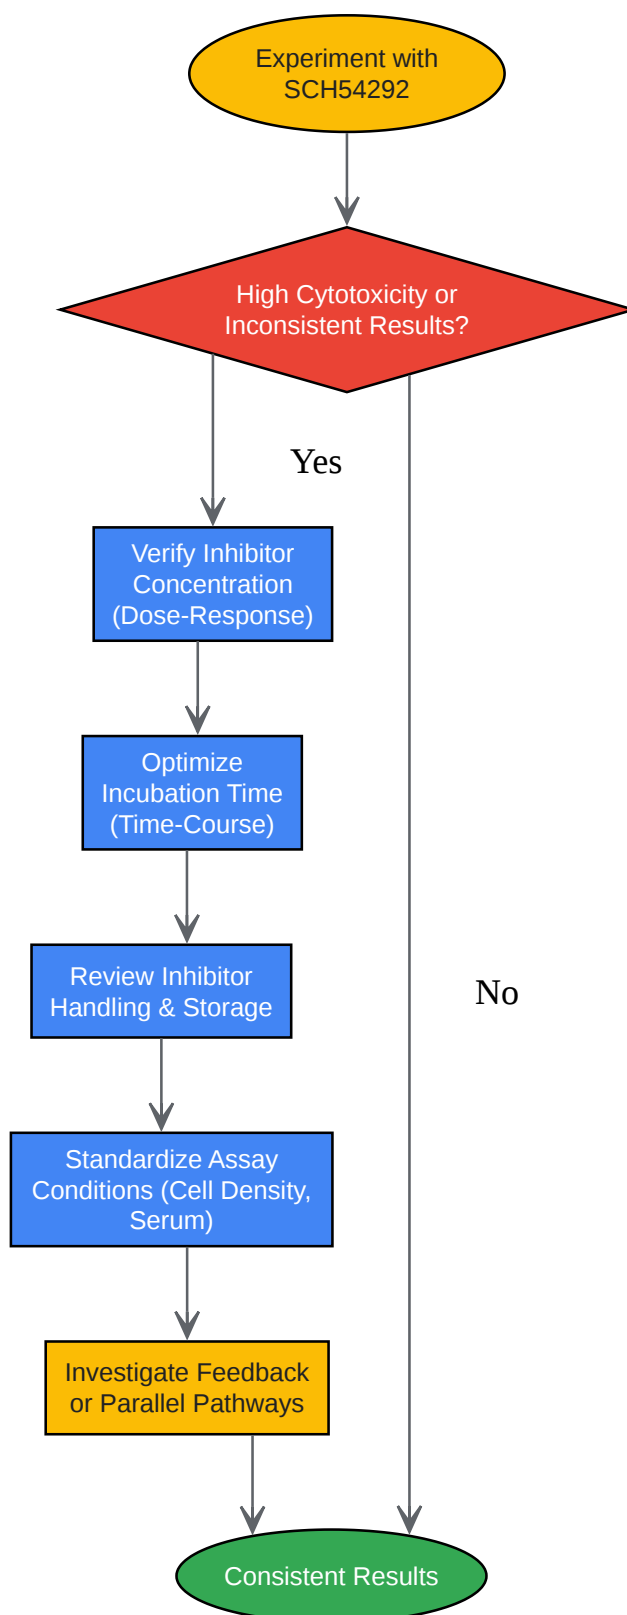 Experiment with
SCH54292
High Cytotoxicity or
Inconsistent Results?
Yes
Verify Inhibitor
Concentration
(Dose-Response)
Optimize
Incubation Time
(Time-Course)
Review Inhibitor
Handling & Storage
No
Standardize Assay
Conditions (Cell Density,
Serum)
Investigate Feedback
or Parallel Pathways
Consistent Results